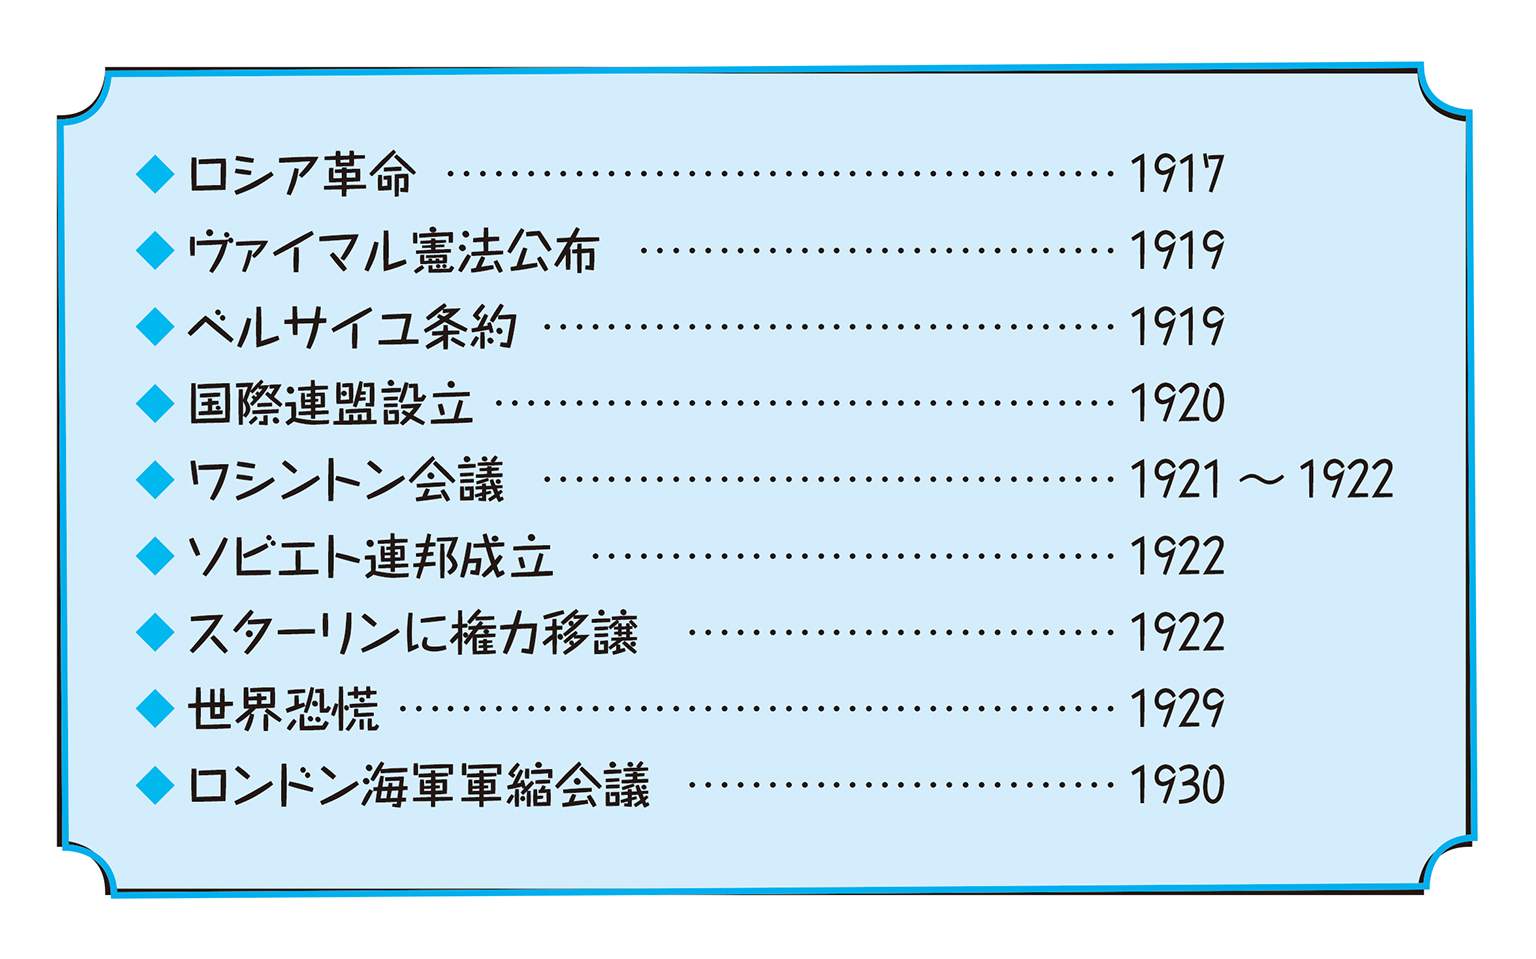 ◆ロシア革命 …………………………………… 1917
◆ヴァイマル憲法公布 ………………………… 1919
◆ベルサイユ条約 ……………………………… 1919
◆国際連盟設立 ………………………………… 1920
◆ワシントン会議 ……………………………… 1921 ～ 1922
◆ソビエト連邦成立 …………………………… 1922
◆スターリンに権力移譲 ……………………… 1922
◆世界恐慌 ……………………………………… 1929
◆ロンドン海軍軍縮会議 ……………………… 1930